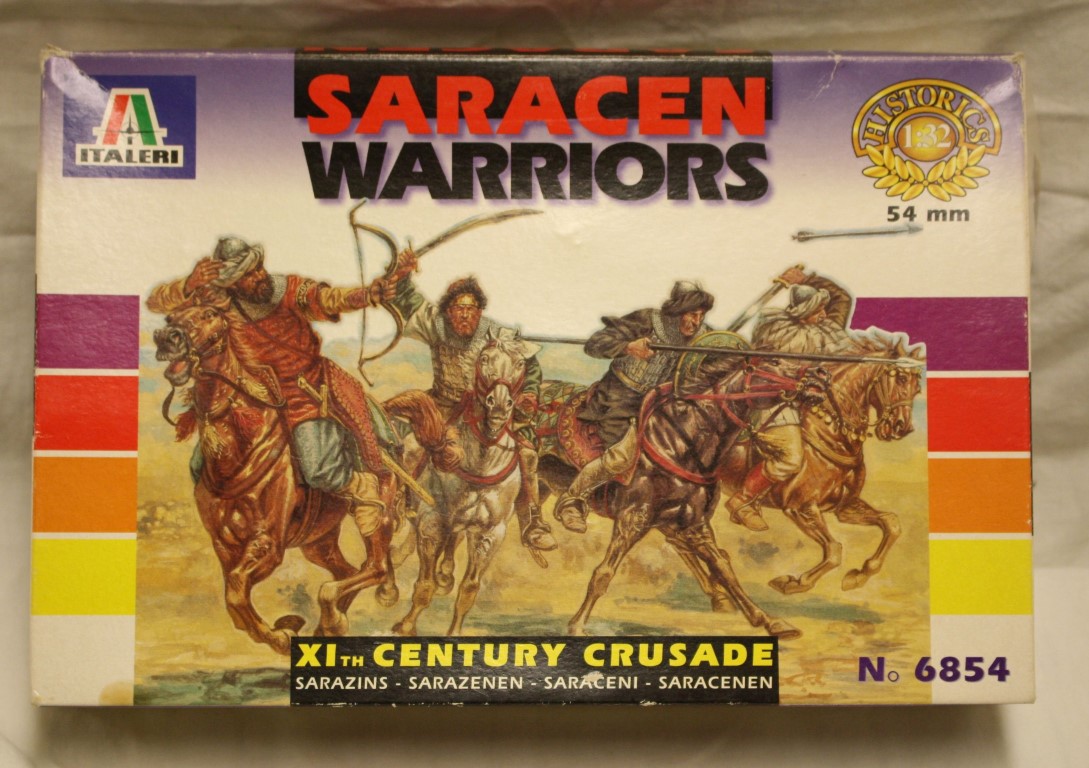 ITALERI
SARACEN
WARRIORS
HISTORICS
1:32
54 mm
XITH CENTURY CRUSADE
SARAZINS - SARAZENEN - SARACENI - SARACENEN
No 6854